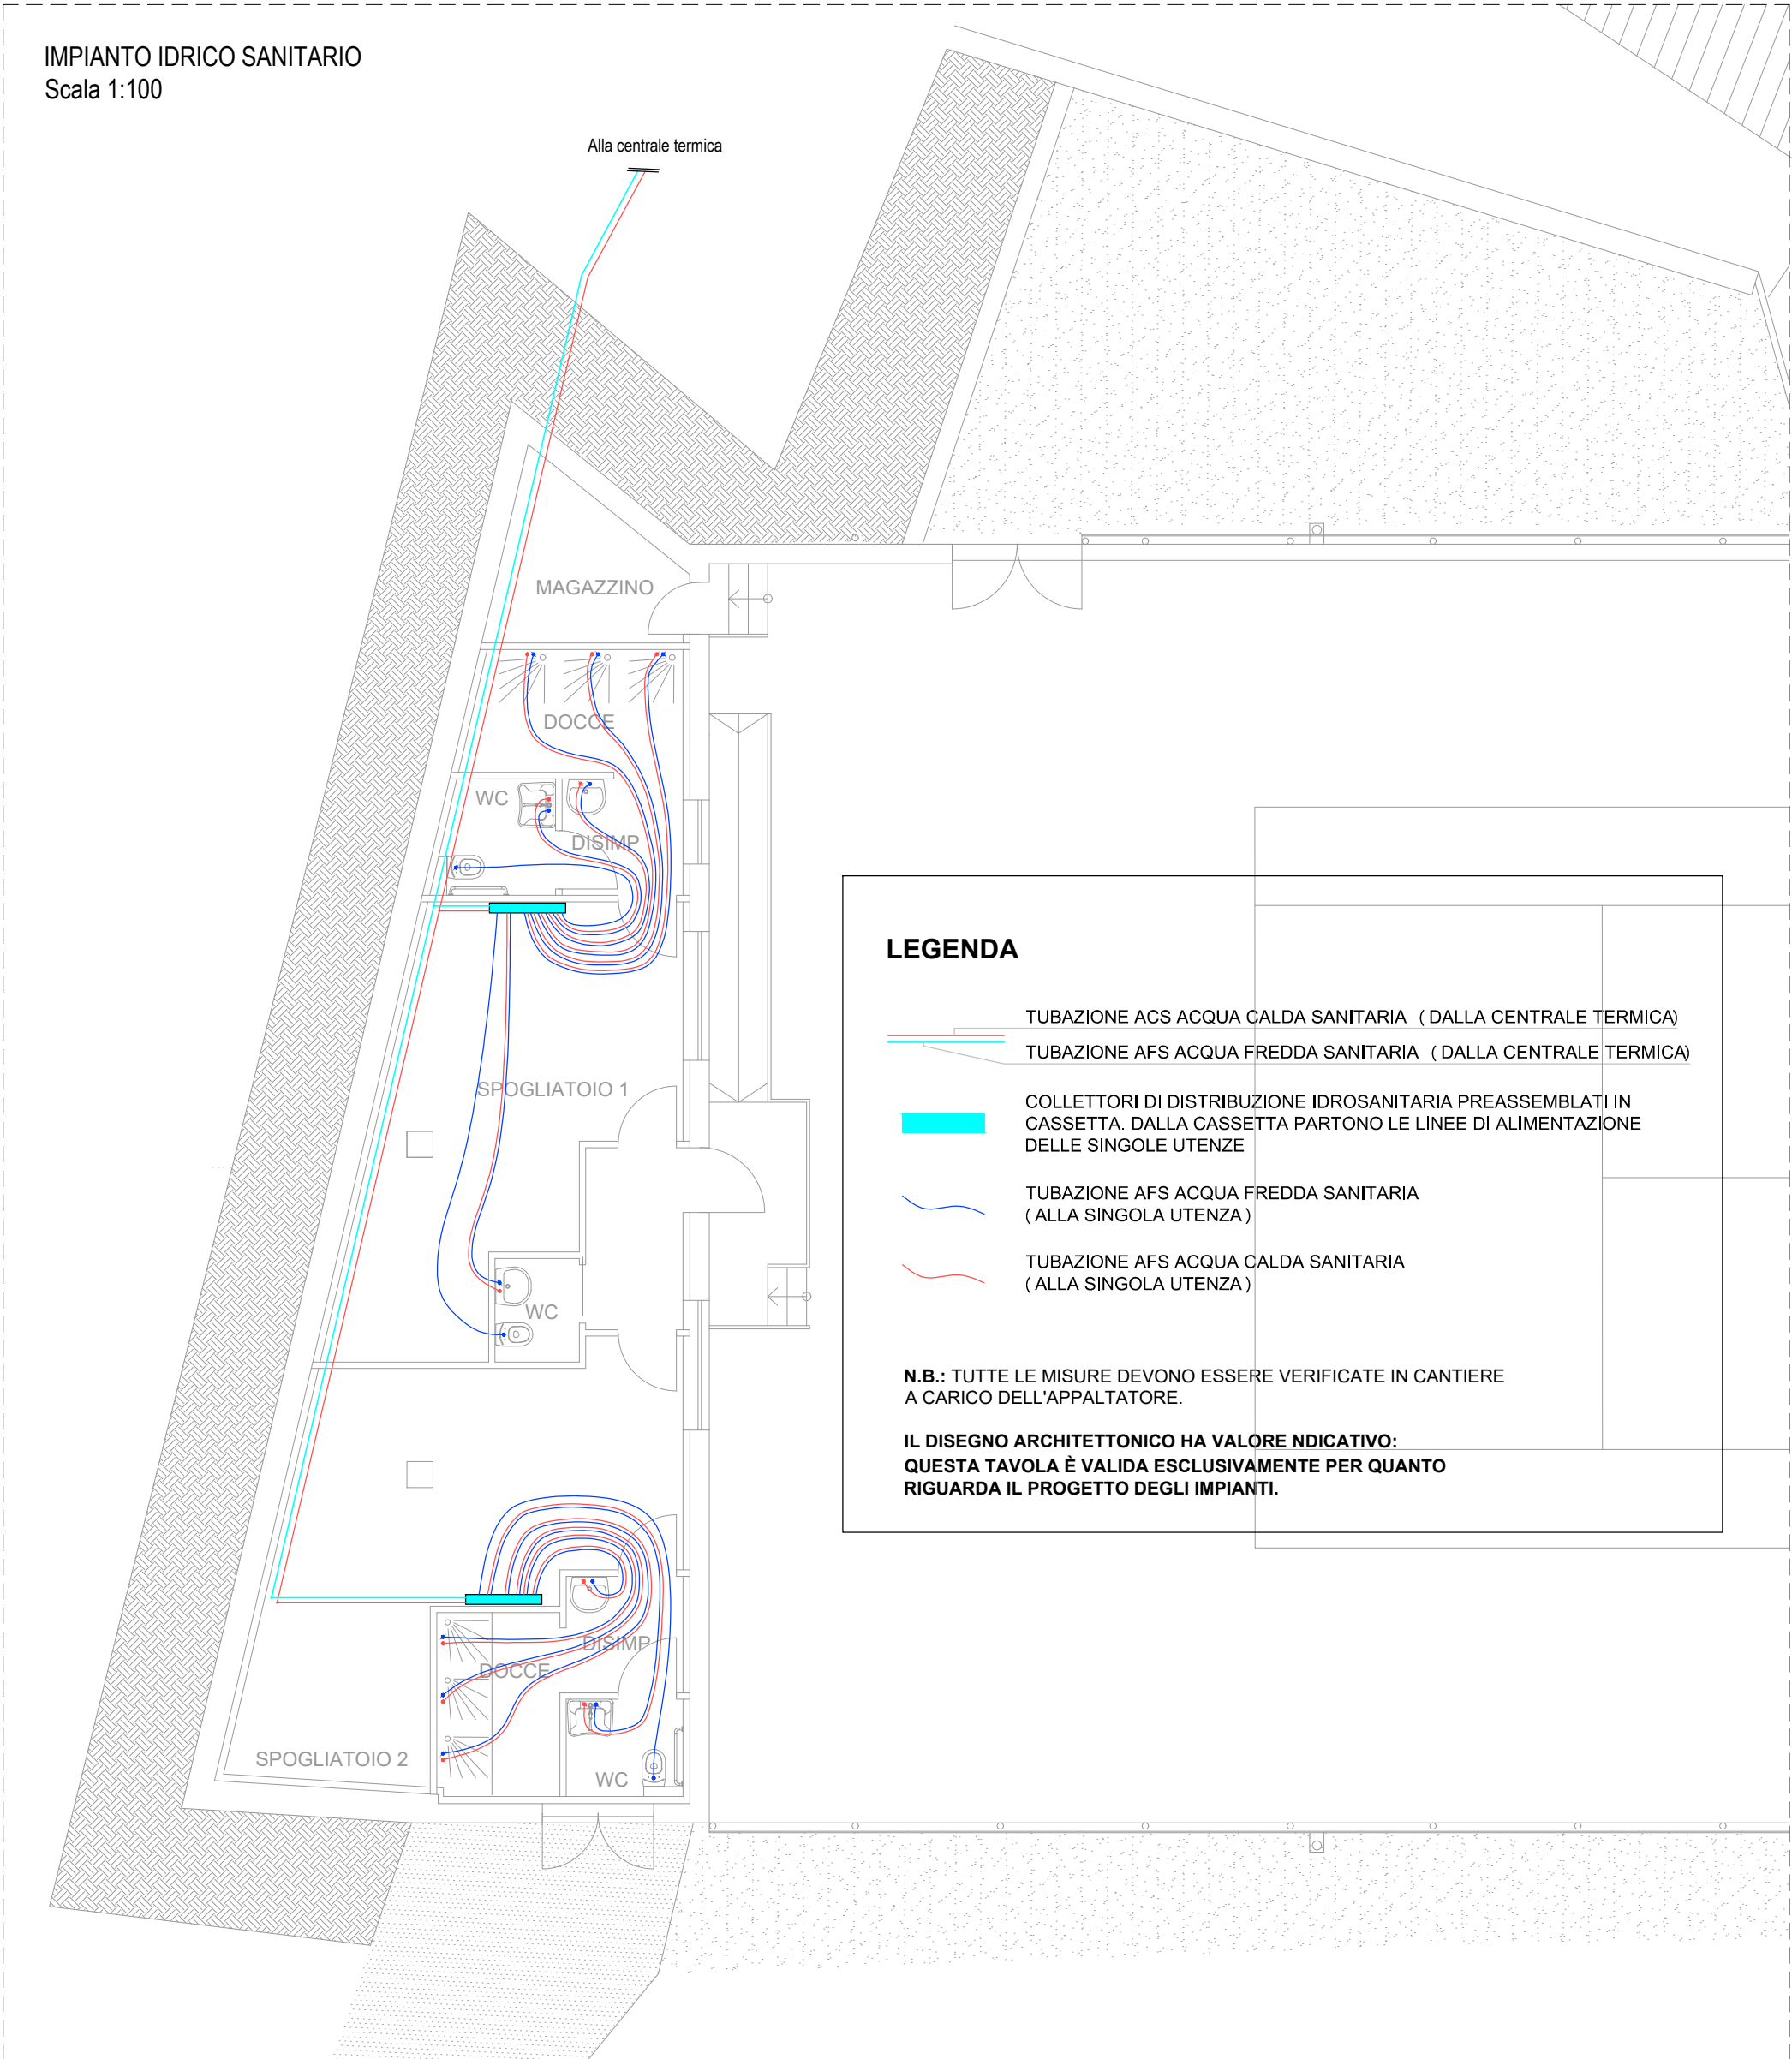 IMPIANTO IDRICO SANITARIO
Scala 1:100
Alla centrale termica
MAGAZZINO
DOCCE
WC
DISIMP
SPOGLIATOIO 1
WC
DISIMP
DOCCE
SPOGLIATOIO 2
WC
LEGENDA
TUBAZIONE ACS ACQUA CALDA SANITARIA ( DALLA CENTRALE TERMICA)
TUBAZIONE AFS ACQUA FREDDA SANITARIA ( DALLA CENTRALE TERMICA)
COLLETTORI DI DISTRIBUZIONE IDROSANITARIA PREASSEMBLATI IN
CASSETTA. DALLA CASSETTA PARTONO LE LINEE DI ALIMENTAZIONE
DELLE SINGOLE UTENZE
TUBAZIONE AFS ACQUA FREDDA SANITARIA
( ALLA SINGOLA UTENZA )
TUBAZIONE AFS ACQUA CALDA SANITARIA
( ALLA SINGOLA UTENZA )
N.B.: TUTTE LE MISURE DEVONO ESSERE VERIFICATE IN CANTIERE
A CARICO DELL'APPALTATORE.
IL DISEGNO ARCHITETTONICO HA VALORE NDICATIVO:
QUESTA TAVOLA È VALIDA ESCLUSIVAMENTE PER QUANTO
RIGUARDA IL PROGETTO DEGLI IMPIANTI.